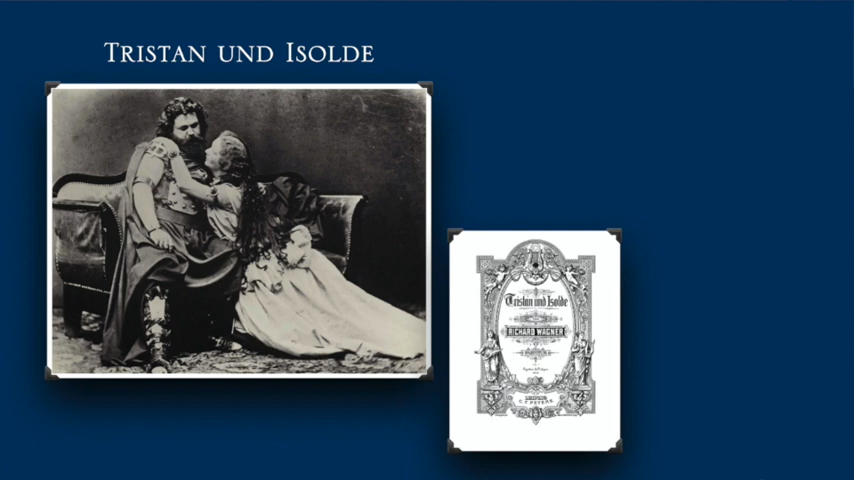 Tristan und Isolde
Tristan und Isolde
RICHARD WAGNER
LEIPZIG
C. F. PETERS.